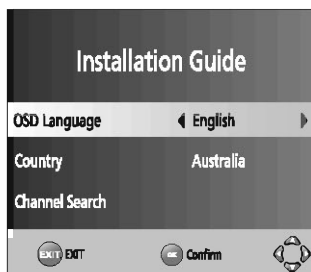 Installation Guide
OSD Language English
Country Australia
Channel Search
EXIT EXIT OK Confirm